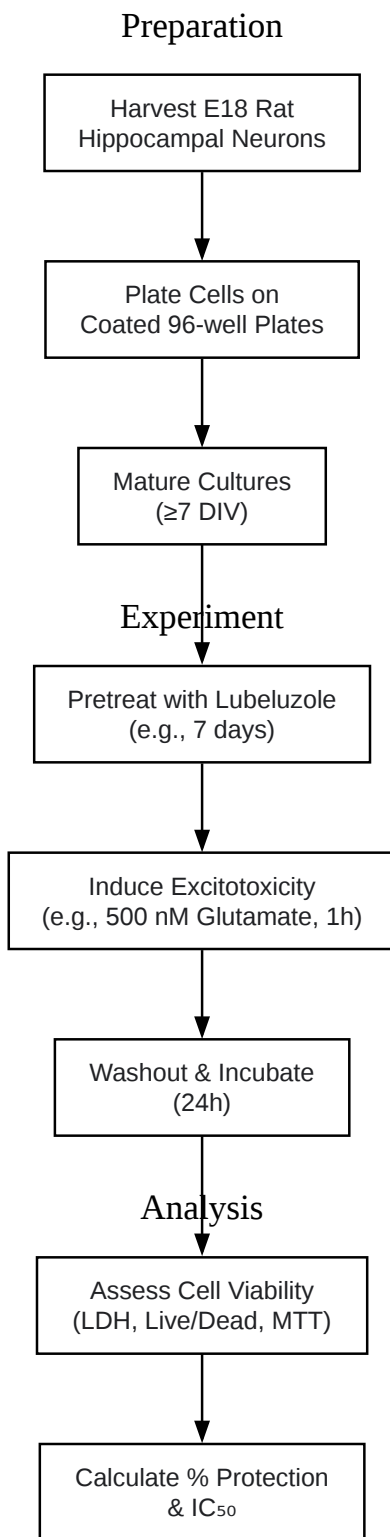 Preparation
Harvest E18 Rat
Hippocampal Neurons
Plate Cells on
Coated 96-well Plates
Mature Cultures
(≥7 DIV)
Experiment
Pretreat with Lubeluzole
(e.g., 7 days)
Induce Excitotoxicity
(e.g., 500 nM Glutamate, 1h)
Washout & Incubate
(24h)
Analysis
Assess Cell Viability
(LDH, Live/Dead, MTT)
Calculate % Protection
& IC₅₀